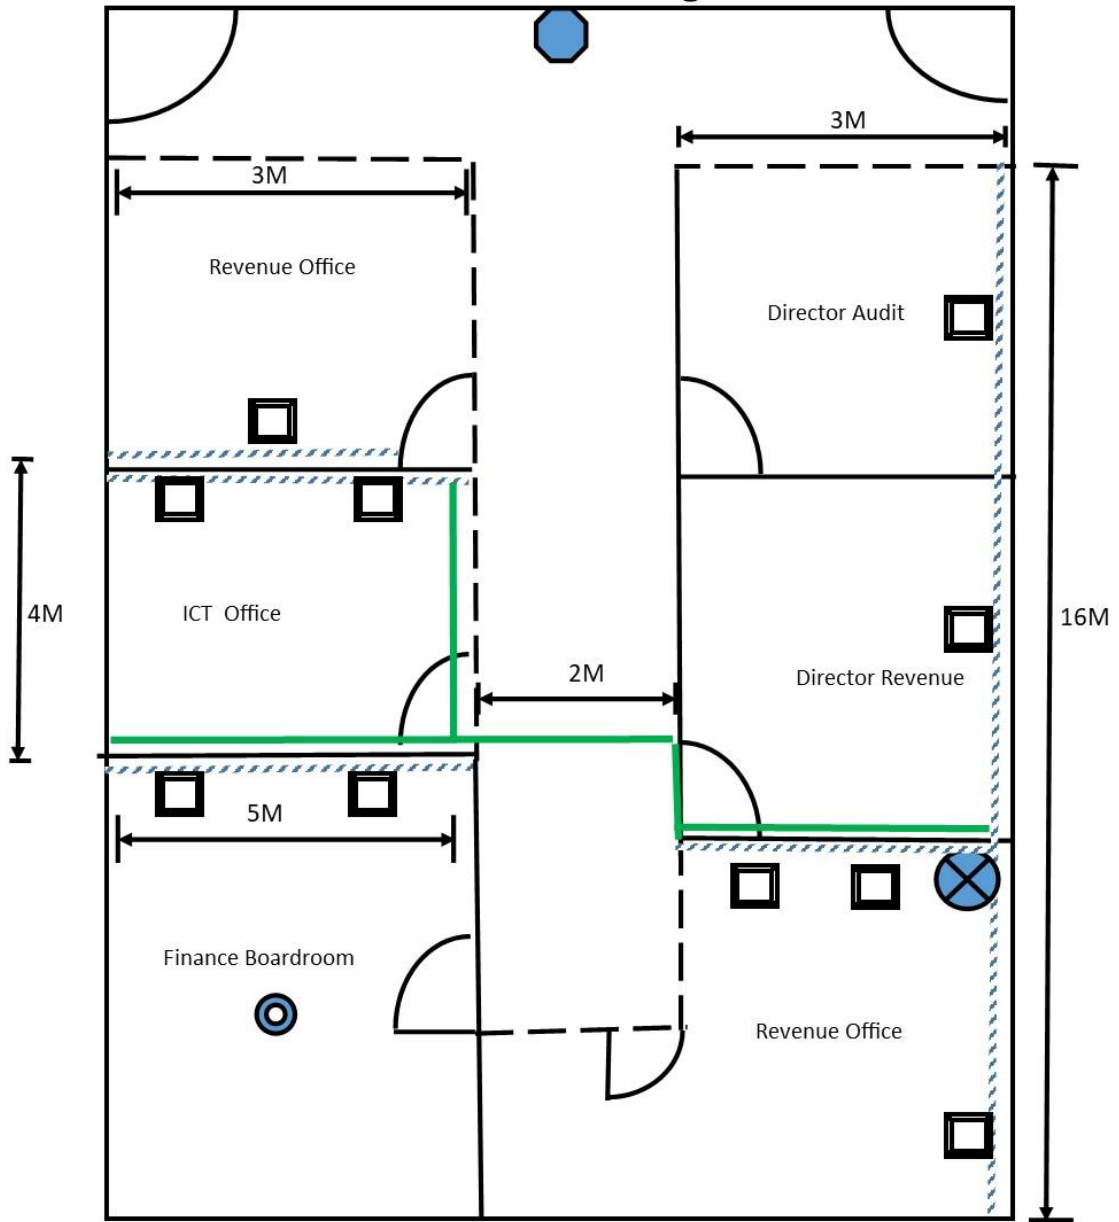 3M
3M
Revenue Office
Director Audit
4M
ICT  Office
16M
2M
Director Revenue
5M
Finance Boardroom
Revenue Office